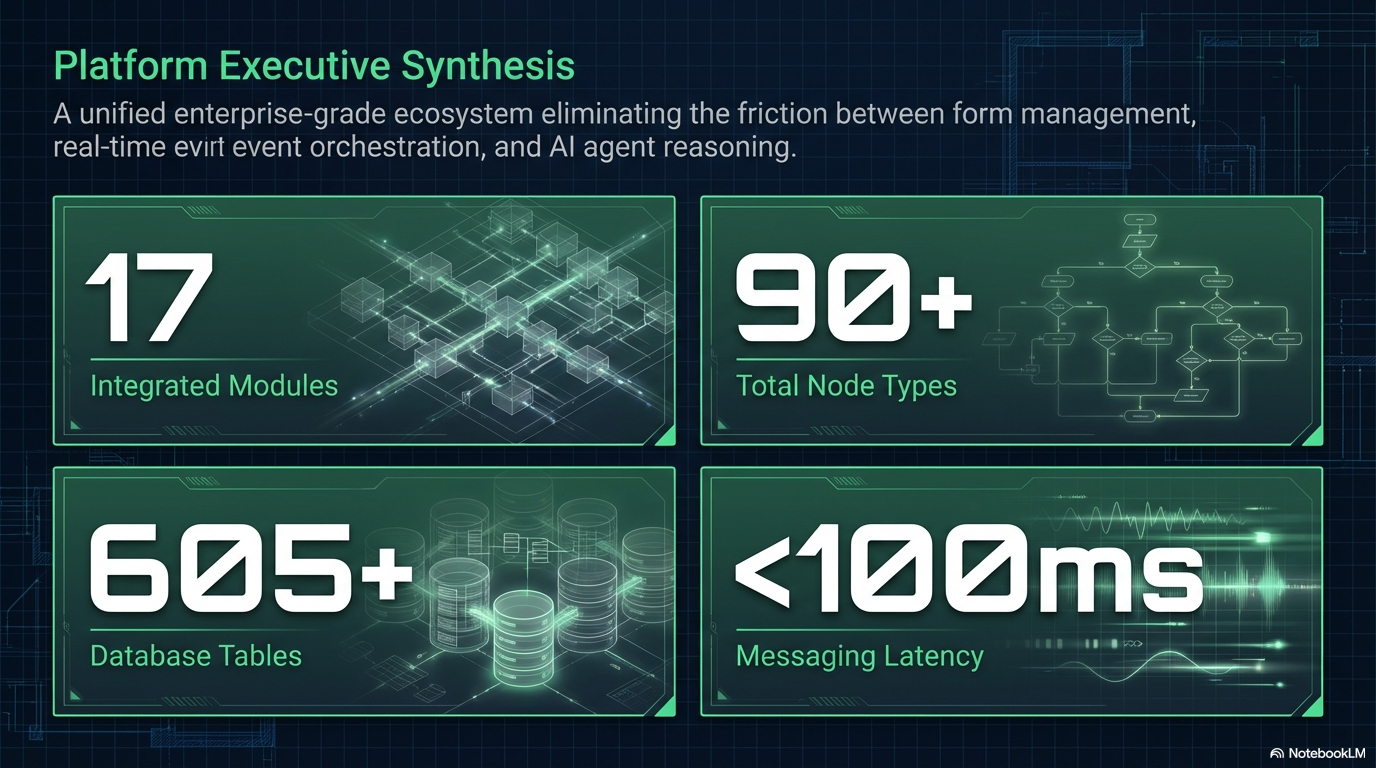 Platform Executive Synthesis
A unified enterprise-grade ecosystem eliminating the friction between form management,
real-time evirt event orchestration, and AI agent reasoning.
17
Integrated Modules
90+
Total Node Types
605+
Database Tables
<100ms
Messaging Latency
NotebookLM